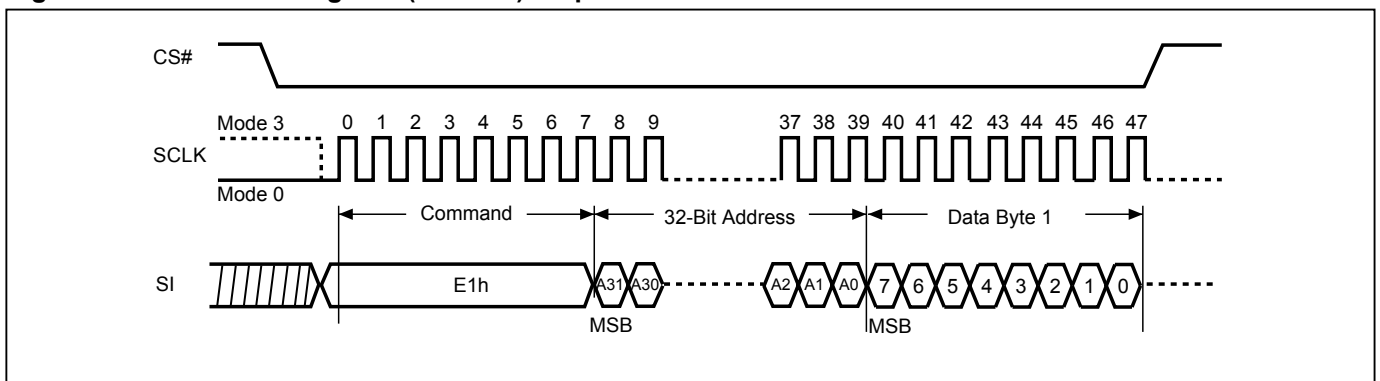 CS#
Mode 3
0 1 2 3 4 5 6 7 8 9 37 38 39 40 41 42 43 44 45 46 47
SCLK
Mode 0
Command 32-Bit Address Data Byte 1
SI E1h A31 A30 A2 A1 A0 7 6 5 4 3 2 1 0
MSB MSB